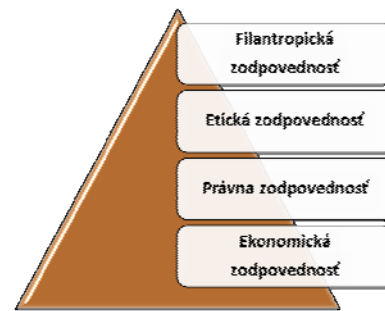 Filantropická
zodpovednosť
Etická zodpovednosť
Právna zodpovednosť
Ekonomická
zodpovednosť